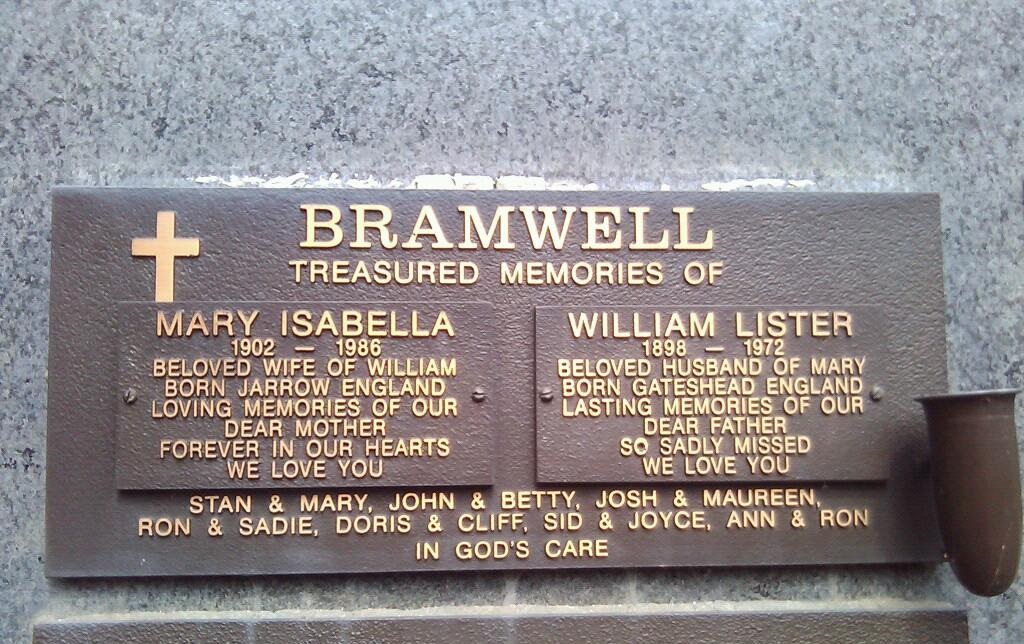 BRAMWELL
TREASURED MEMORIES OF
MARY ISABELLA
1902 — 1986
BELOVED WIFE OF WILLIAM
BORN JARROW ENGLAND
LOVING MEMORIES OF OUR
DEAR MOTHER
FOREVER IN OUR HEARTS
WE LOVE YOU
WILLIAM LISTER
1898 — 1972
BELOVED HUSBAND OF MARY
BORN GATESHEAD ENGLAND
LASTING MEMORIES OF OUR
DEAR FATHER
SO SADLY MISSED
WE LOVE YOU
STAN & MARY, JOHN & BETTY, JOSH & MAUREEN,
RON & SADIE, DORIS & CLIFF, SID & JOYCE, ANN & RON
IN GOD'S CARE